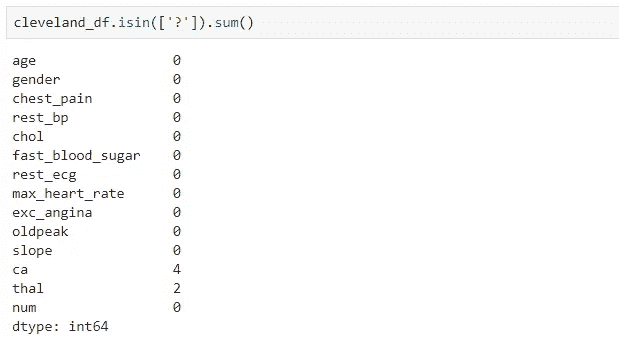 cleveland_df.isin(['?']).sum()
age 0
gender 0
chest_pain 0
rest_bp 0
chol 0
fast_blood_sugar 0
rest_ecg 0
max_heart_rate 0
exc_angina 0
oldpeak 0
slope 0
ca 4
thal 2
num 0
dtype: int64